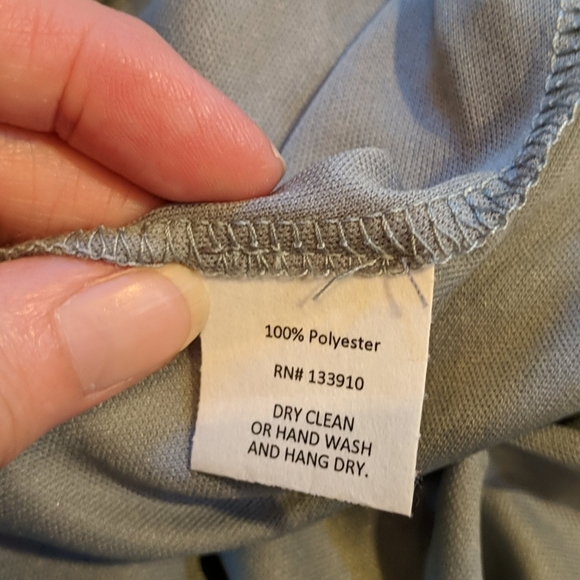 100% Polyester
RN# 133910
DRY CLEAN
OR HAND WASH
AND HANG DRY.